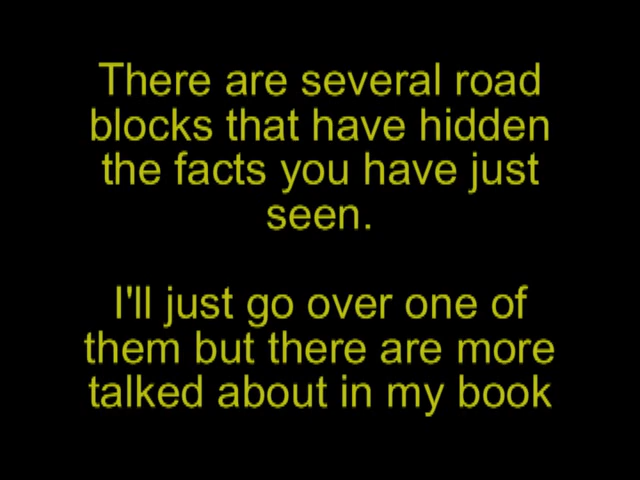 There are several road
blocks that have hidden
the facts you have just
seen.
I'll just go over one of
them but there are more
talked about in my book